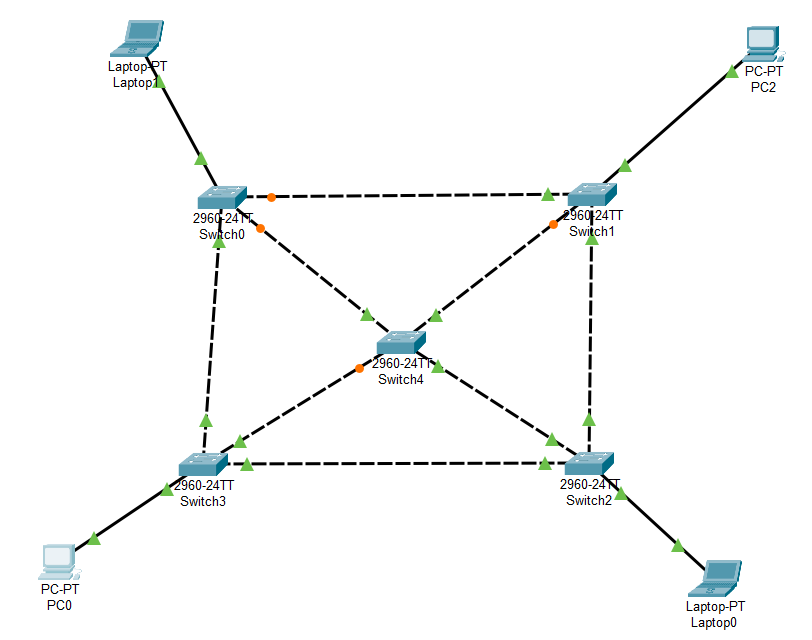 Laptop-PT
Laptop1
PC-PT
PC2
2960-24TT
Switch0
2960-24TT
Switch1
2960-24TT
Switch4
2960-24TT
Switch3
2960-24TT
Switch2
PC-PT
PC0
Laptop-PT
Laptop0